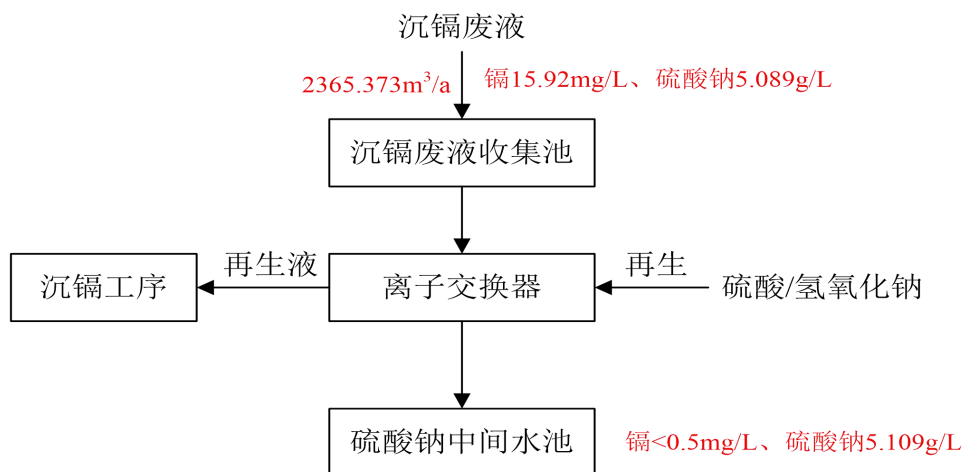 沉镉废液
2365.373m³/a
镉15.92mg/L、硫酸钠5.089g/L
沉镉废液收集池
沉镉工序
再生液
离子交换器
再生
硫酸/氢氧化钠
硫酸钠中间水池
镉<0.5mg/L、硫酸钠5.109g/L